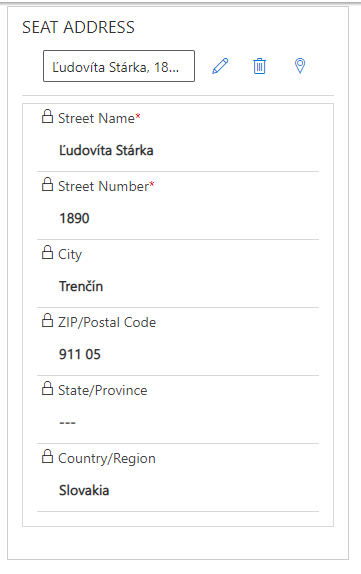 SEAT ADDRESS
Ľudovíta Stárka, 18...
Street Name*
Ľudovíta Stárka
Street Number*
1890
City
Trenčín
ZIP/Postal Code
911 05
State/Province
---
Country/Region
Slovakia